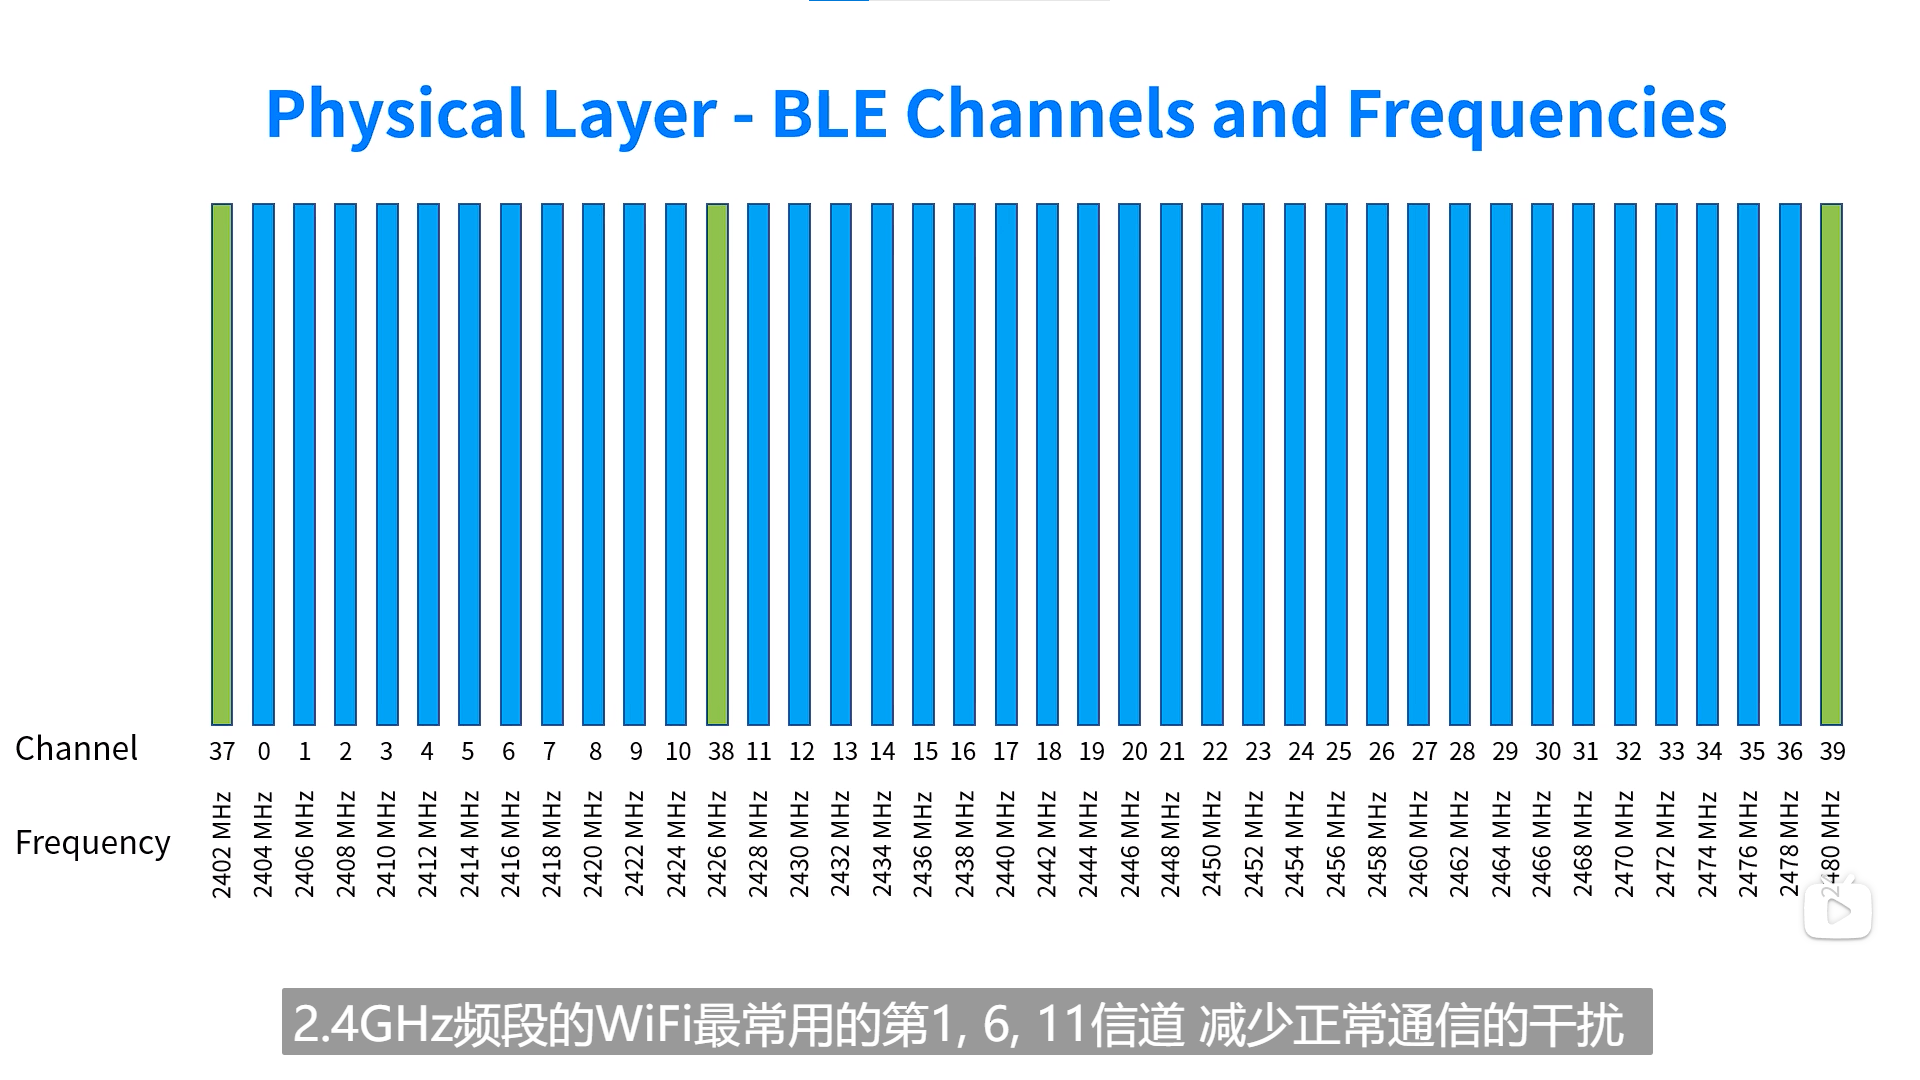 Physical Layer - BLE Channels and Frequencies
Channel 37 0 1 2 3 4 5 6 7 8 9 10 38 11 12 13 14 15 16 17 18 19 20 21 22 23 24 25 26 27 28 29 30 31 32 33 34 35 36 39
Frequency 2402 MHz 2404 MHz 2406 MHz 2408 MHz 2410 MHz 2412 MHz 2414 MHz 2416 MHz 2418 MHz 2420 MHz 2422 MHz 2424 MHz 2426 MHz 2428 MHz 2430 MHz 2432 MHz 2434 MHz 2436 MHz 2438 MHz 2440 MHz 2442 MHz 2444 MHz 2446 MHz 2448 MHz 2450 MHz 2452 MHz 2454 MHz 2456 MHz 2458 MHz 2460 MHz 2462 MHz 2464 MHz 2466 MHz 2468 MHz 2470 MHz 2472 MHz 2474 MHz 2476 MHz 2478 MHz 2480 MHz
2.4GHz频段的WiFi最常用的第1, 6, 11信道 减少正常通信的干扰